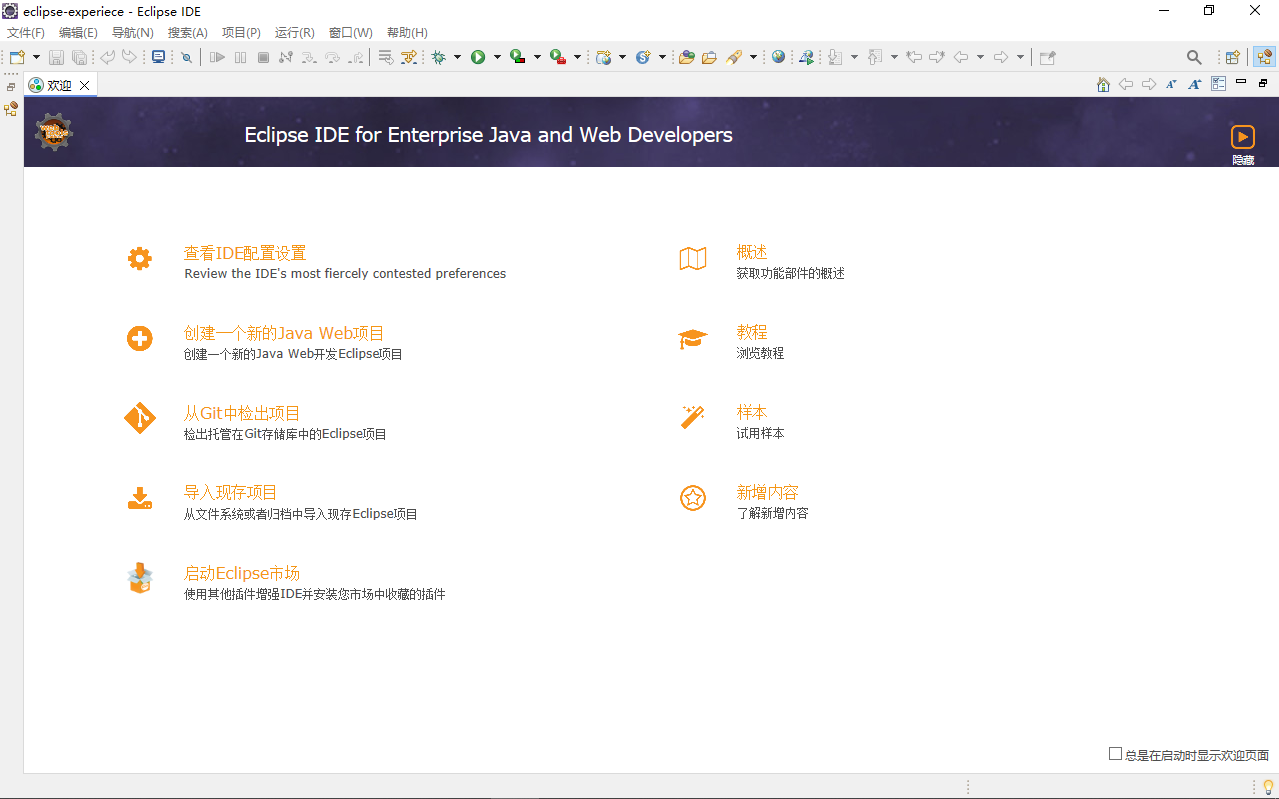 eclipse-experiece - Eclipse IDE
文件(F) 编辑(E) 导航(N) 搜索(A) 项目(P) 运行(R) 窗口(W) 帮助(H)
欢迎
Eclipse IDE for Enterprise Java and Web Developers
隐藏
查看IDE配置设置
Review the IDE's most fiercely contested preferences
创建一个新的Java Web项目
创建一个新的Java Web开发Eclipse项目
从Git中检出项目
检出托管在Git存储库中的Eclipse项目
导入现存项目
从文件系统或者归档中导入现存Eclipse项目
启动Eclipse市场
使用其他插件增强IDE并安装您市场中收藏的插件
概述
获取功能部件的概述
教程
浏览教程
样本
试用样本
新增内容
了解新增内容
总是在启动时显示欢迎页面